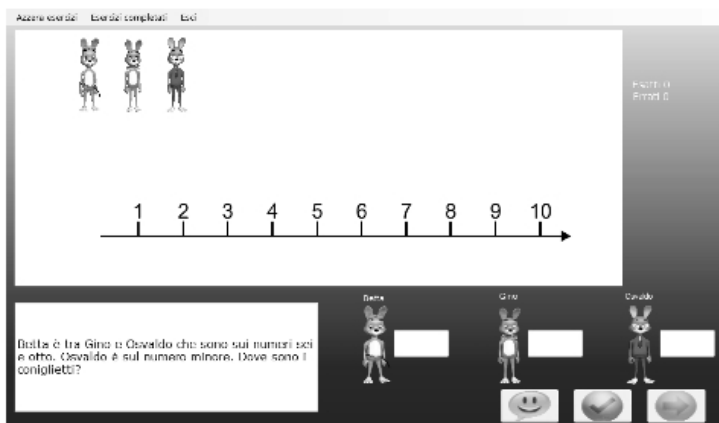 Azzera esercizi Esercizi completati Esci
Esatti 0
Errati 0
1 2 3 4 5 6 7 8 9 10
Betta Gino Osvaldo
Betta è tra Gino e Osvaldo che sono sui numeri sei
e otto. Osvaldo è sul numero minore. Dove sono i
coniglietti?